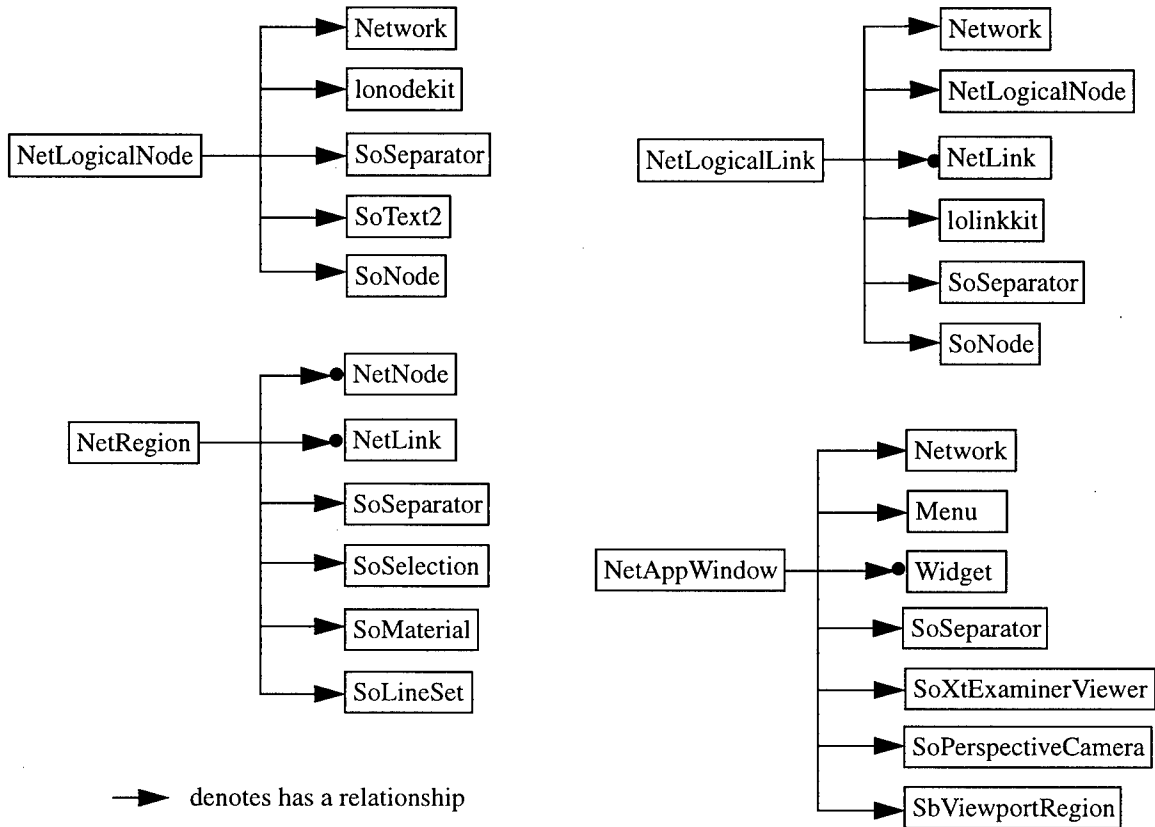 NetLogicalNode
Network
lonodekit
SoSeparator
SoText2
SoNode
NetLogicalLink
Network
NetLogicalNode
NetLink
lolinkkit
SoSeparator
SoNode
NetRegion
NetNode
NetLink
SoSeparator
SoSelection
SoMaterial
SoLineSet
NetAppWindow
Network
Menu
Widget
SoSeparator
SoXtExaminerViewer
SoPerspectiveCamera
SbViewportRegion
denotes has a relationship